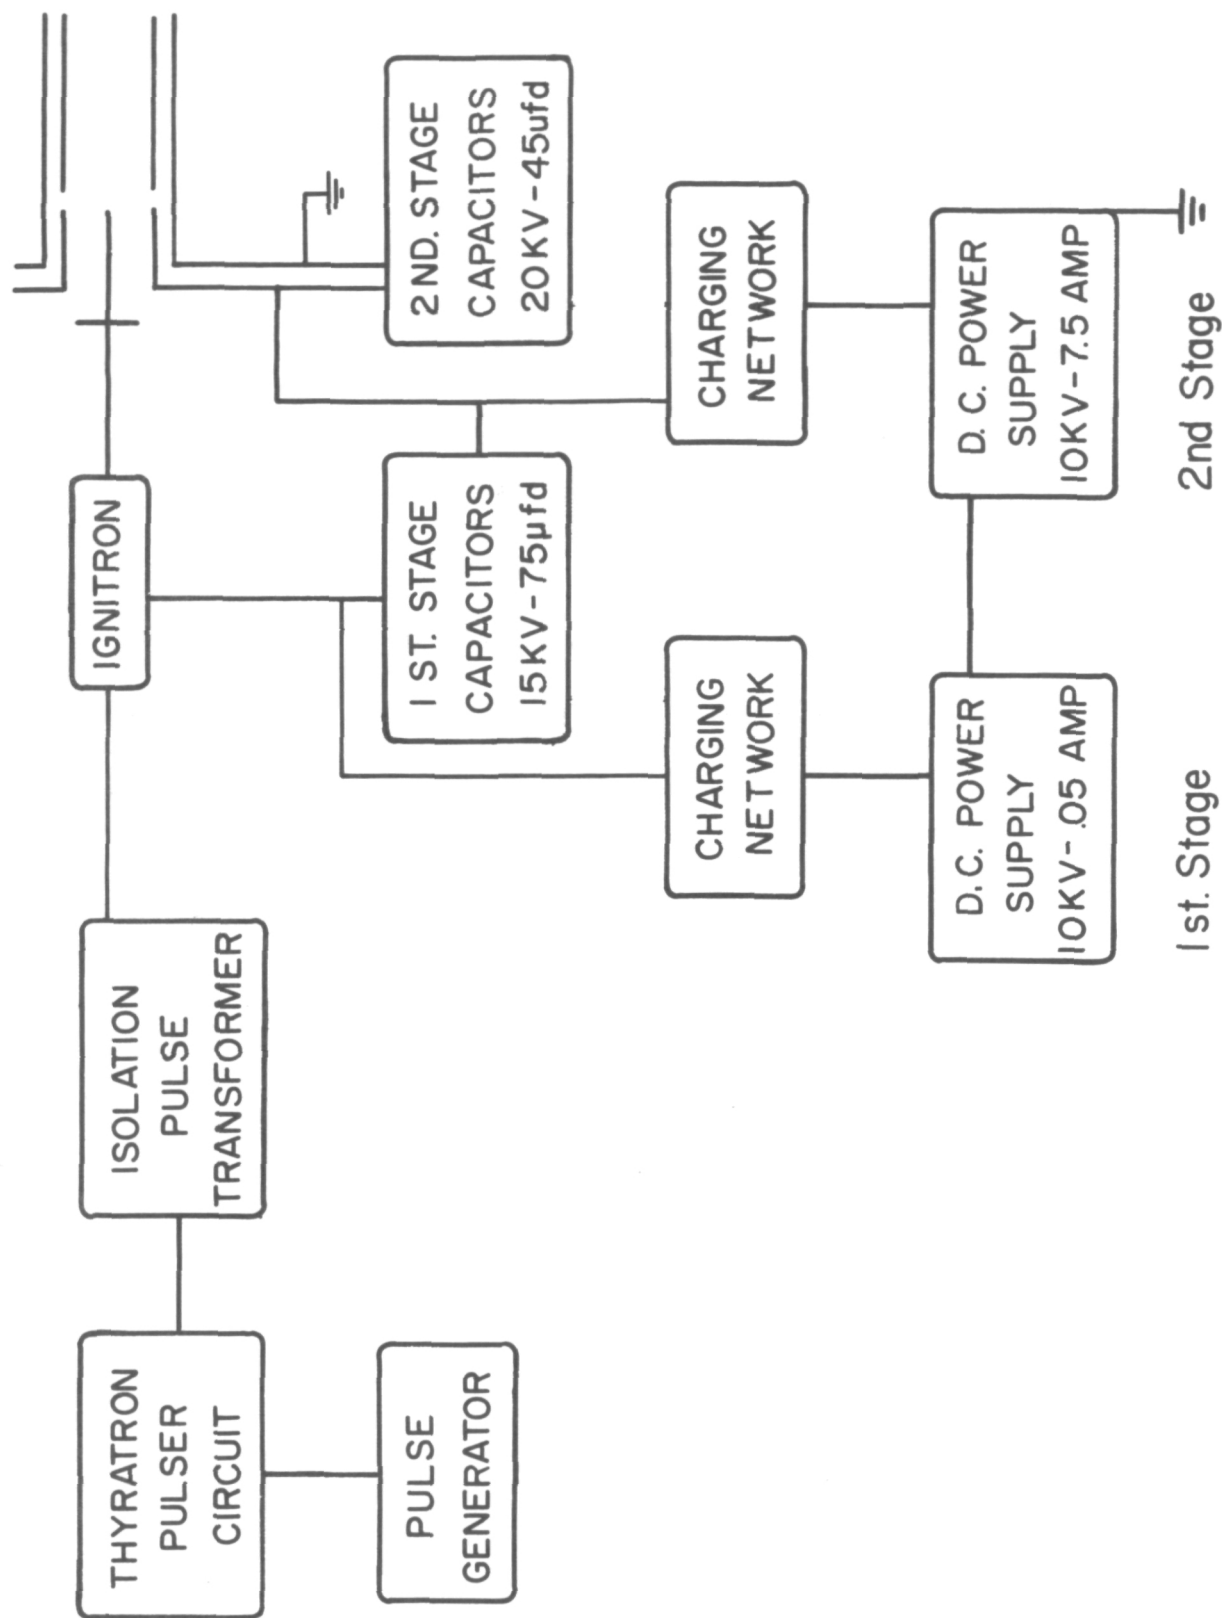 THYRATRON
PULSER
CIRCUIT
PULSE
GENERATOR
ISOLATION
PULSE
TRANSFORMER
IGNITRON
1 ST. STAGE
CAPACITORS
15KV-75µfd
2ND. STAGE
CAPACITORS
20KV-45ufd
CHARGING
NETWORK
CHARGING
NETWORK
D.C. POWER
SUPPLY
10KV-.05 AMP
D. C. POWER
SUPPLY
10KV-7.5 AMP
1st. Stage
2nd Stage